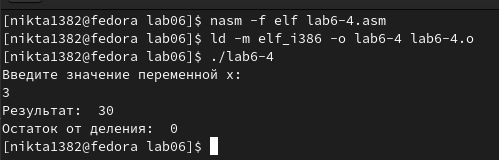 [nikta1382@fedora lab06]$ nasm -f elf lab6-4.asm
[nikta1382@fedora lab06]$ ld -m elf_i386 -o lab6-4 lab6-4.o
[nikta1382@fedora lab06]$ ./lab6-4
Введите значение переменной x:
3
Результат:  30
Остаток от деления:  0
[nikta1382@fedora lab06]$